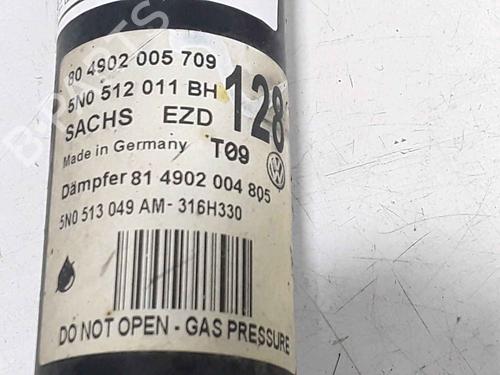 80 4902 005 709
5N0 512 011 BH 128
SACHS EZD
Made in Germany T09
Dämpfer 81 4902 004 805
5N0 513 049 AM- 316H330
DO NOT OPEN - GAS PRESSURE